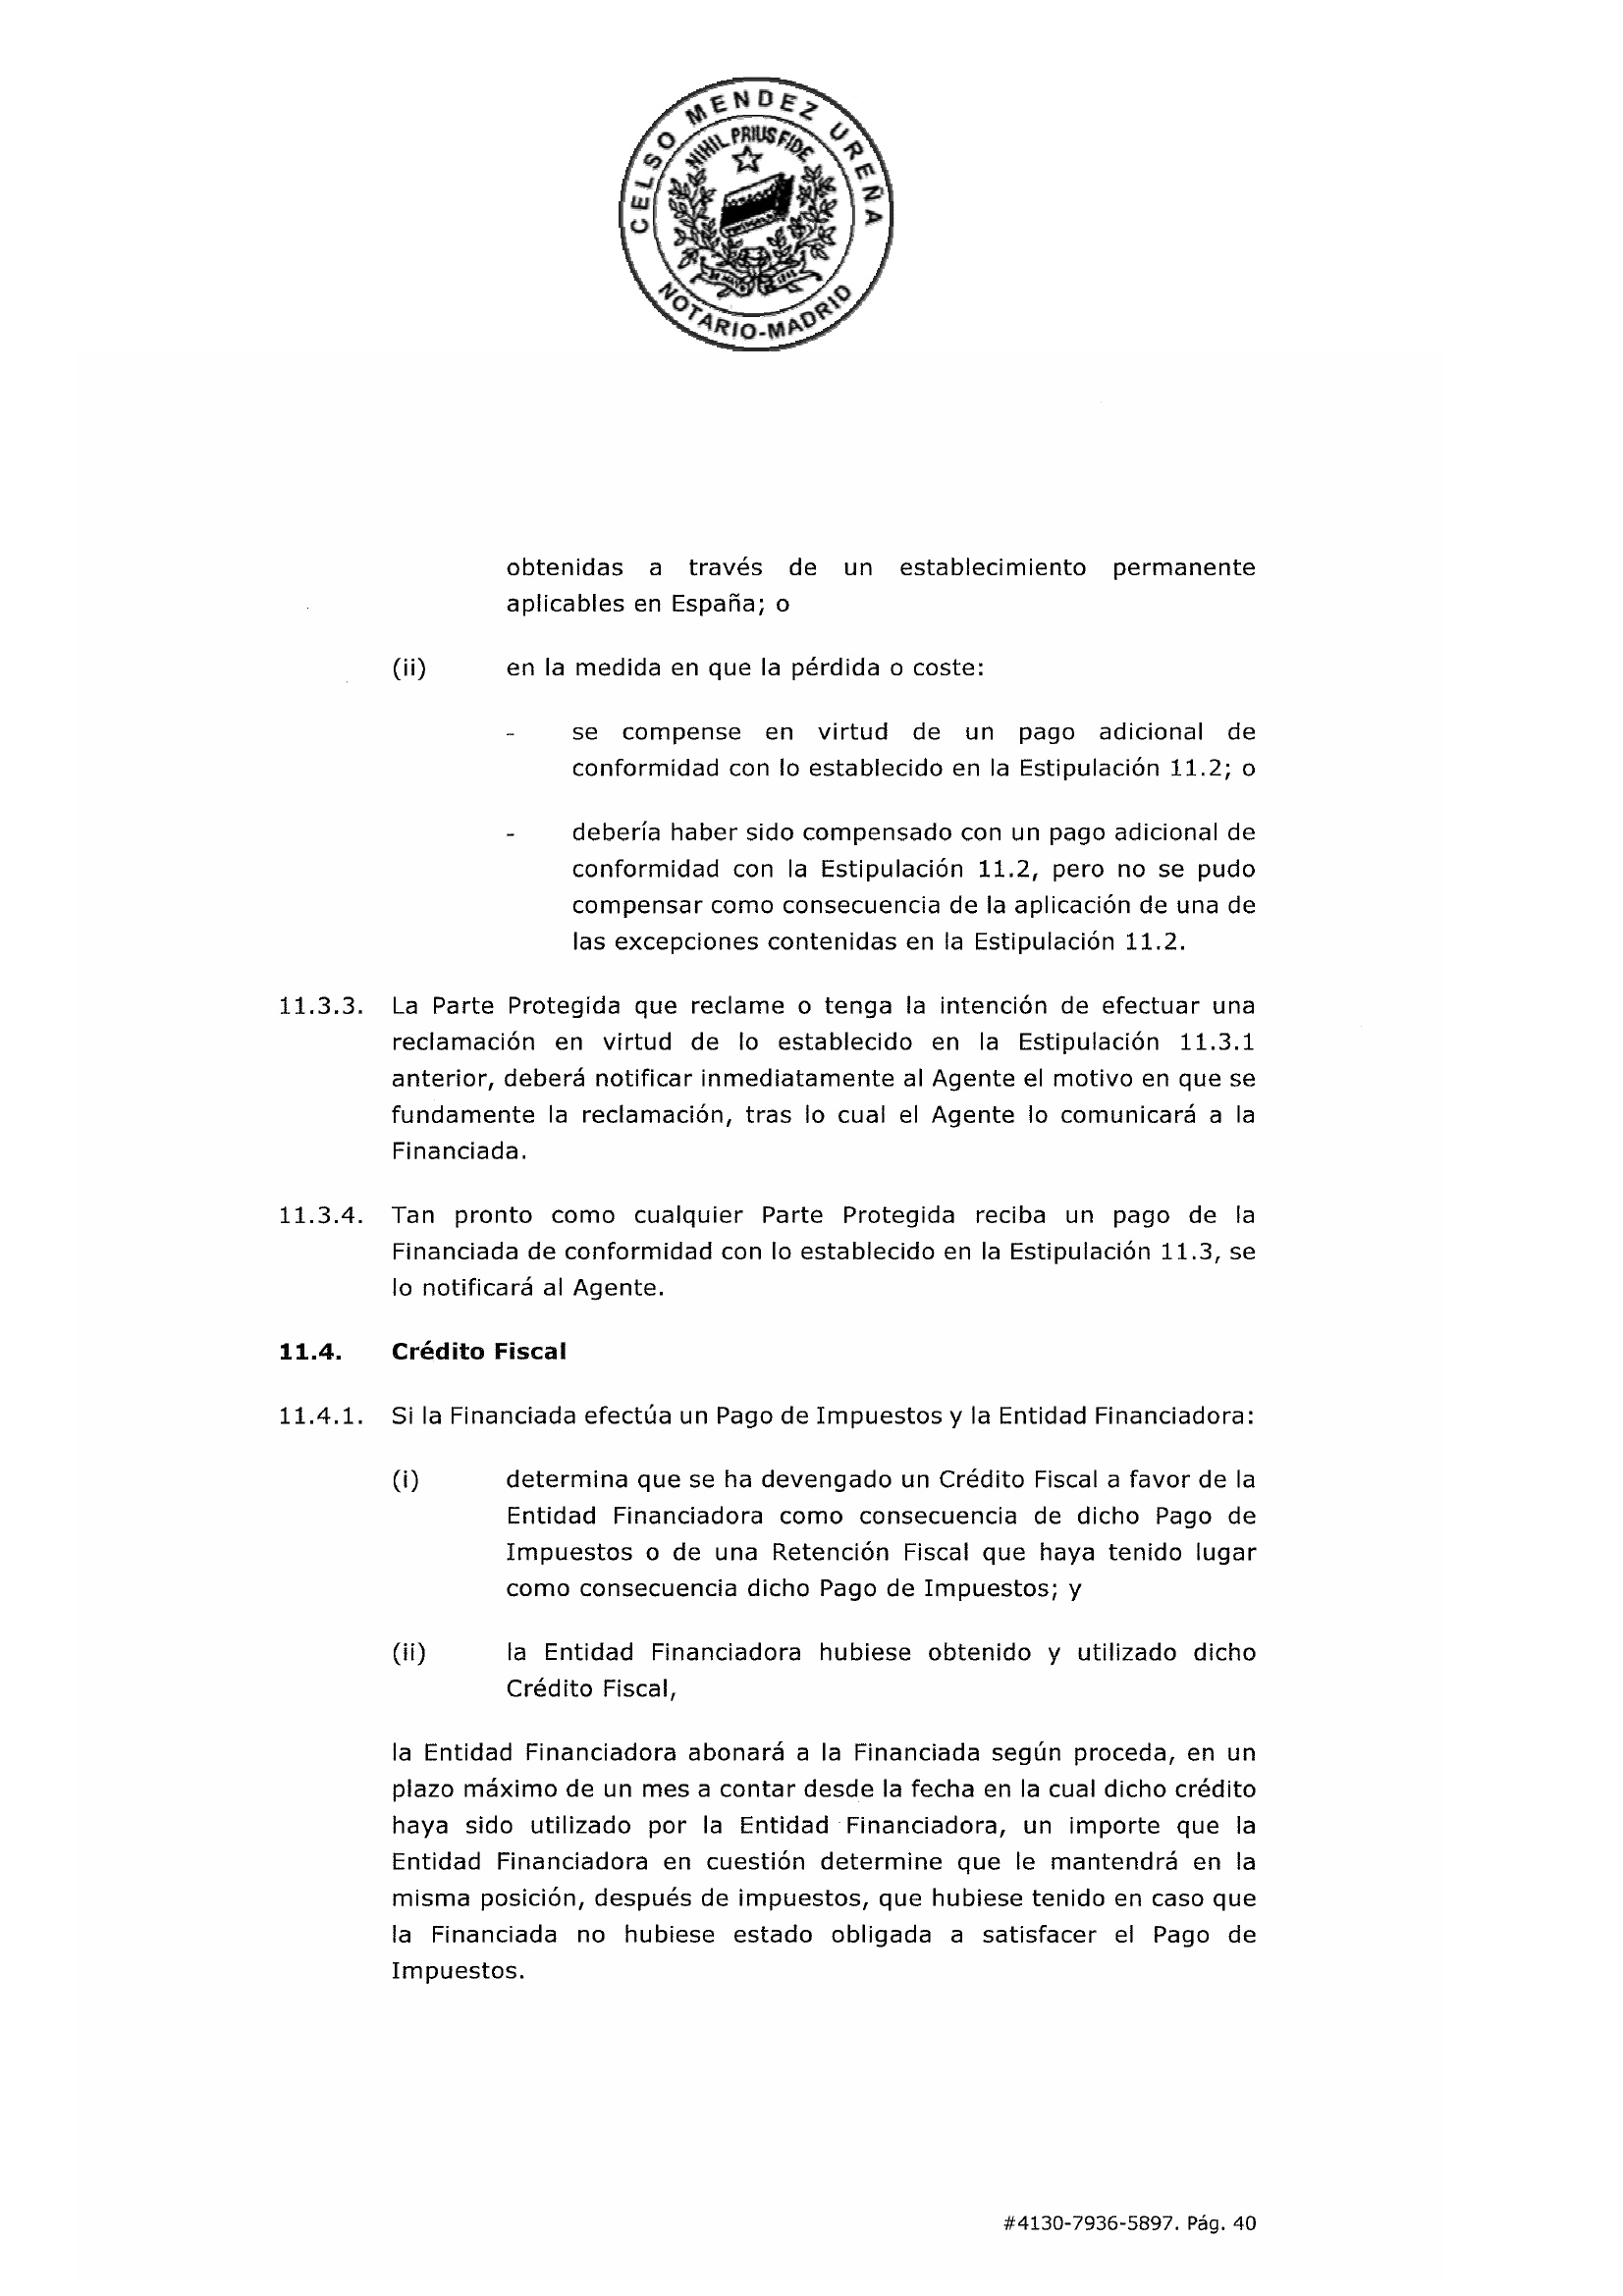 CELSO MENDEZ UREÑA
NIHIL PRIUS FIDE
NOTARIO-MADRID
obtenidas a través de un establecimiento permanente
aplicables en España; o
(ii) en la medida en que la pérdida o coste:
- se compense en virtud de un pago adicional de
conformidad con lo establecido en la Estipulación 11.2; o
- debería haber sido compensado con un pago adicional de
conformidad con la Estipulación 11.2, pero no se pudo
compensar como consecuencia de la aplicación de una de
las excepciones contenidas en la Estipulación 11.2.
11.3.3. La Parte Protegida que reclame o tenga la intención de efectuar una
reclamación en virtud de lo establecido en la Estipulación 11.3.1
anterior, deberá notificar inmediatamente al Agente el motivo en que se
fundamente la reclamación, tras lo cual el Agente lo comunicará a la
Financiada.
11.3.4. Tan pronto como cualquier Parte Protegida reciba un pago de la
Financiada de conformidad con lo establecido en la Estipulación 11.3, se
lo notificará al Agente.
11.4. Crédito Fiscal
11.4.1. Si la Financiada efectúa un Pago de Impuestos y la Entidad Financiadora:
(i) determina que se ha devengado un Crédito Fiscal a favor de la
Entidad Financiadora como consecuencia de dicho Pago de
Impuestos o de una Retención Fiscal que haya tenido lugar
como consecuencia dicho Pago de Impuestos; y
(ii) la Entidad Financiadora hubiese obtenido y utilizado dicho
Crédito Fiscal,
la Entidad Financiadora abonará a la Financiada según proceda, en un
plazo máximo de un mes a contar desde la fecha en la cual dicho crédito
haya sido utilizado por la Entidad Financiadora, un importe que la
Entidad Financiadora en cuestión determine que le mantendrá en la
misma posición, después de impuestos, que hubiese tenido en caso que
la Financiada no hubiese estado obligada a satisfacer el Pago de
Impuestos.
#4130-7936-5897. Pág. 40